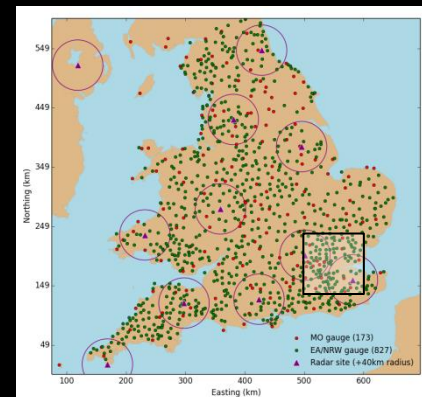 549
449
349
249
149
49
Northing (km)
MO gauge (173)
EA/NRW gauge (827)
Radar site (+40km radius)
100
200
300
400
500
600
Easting (km)